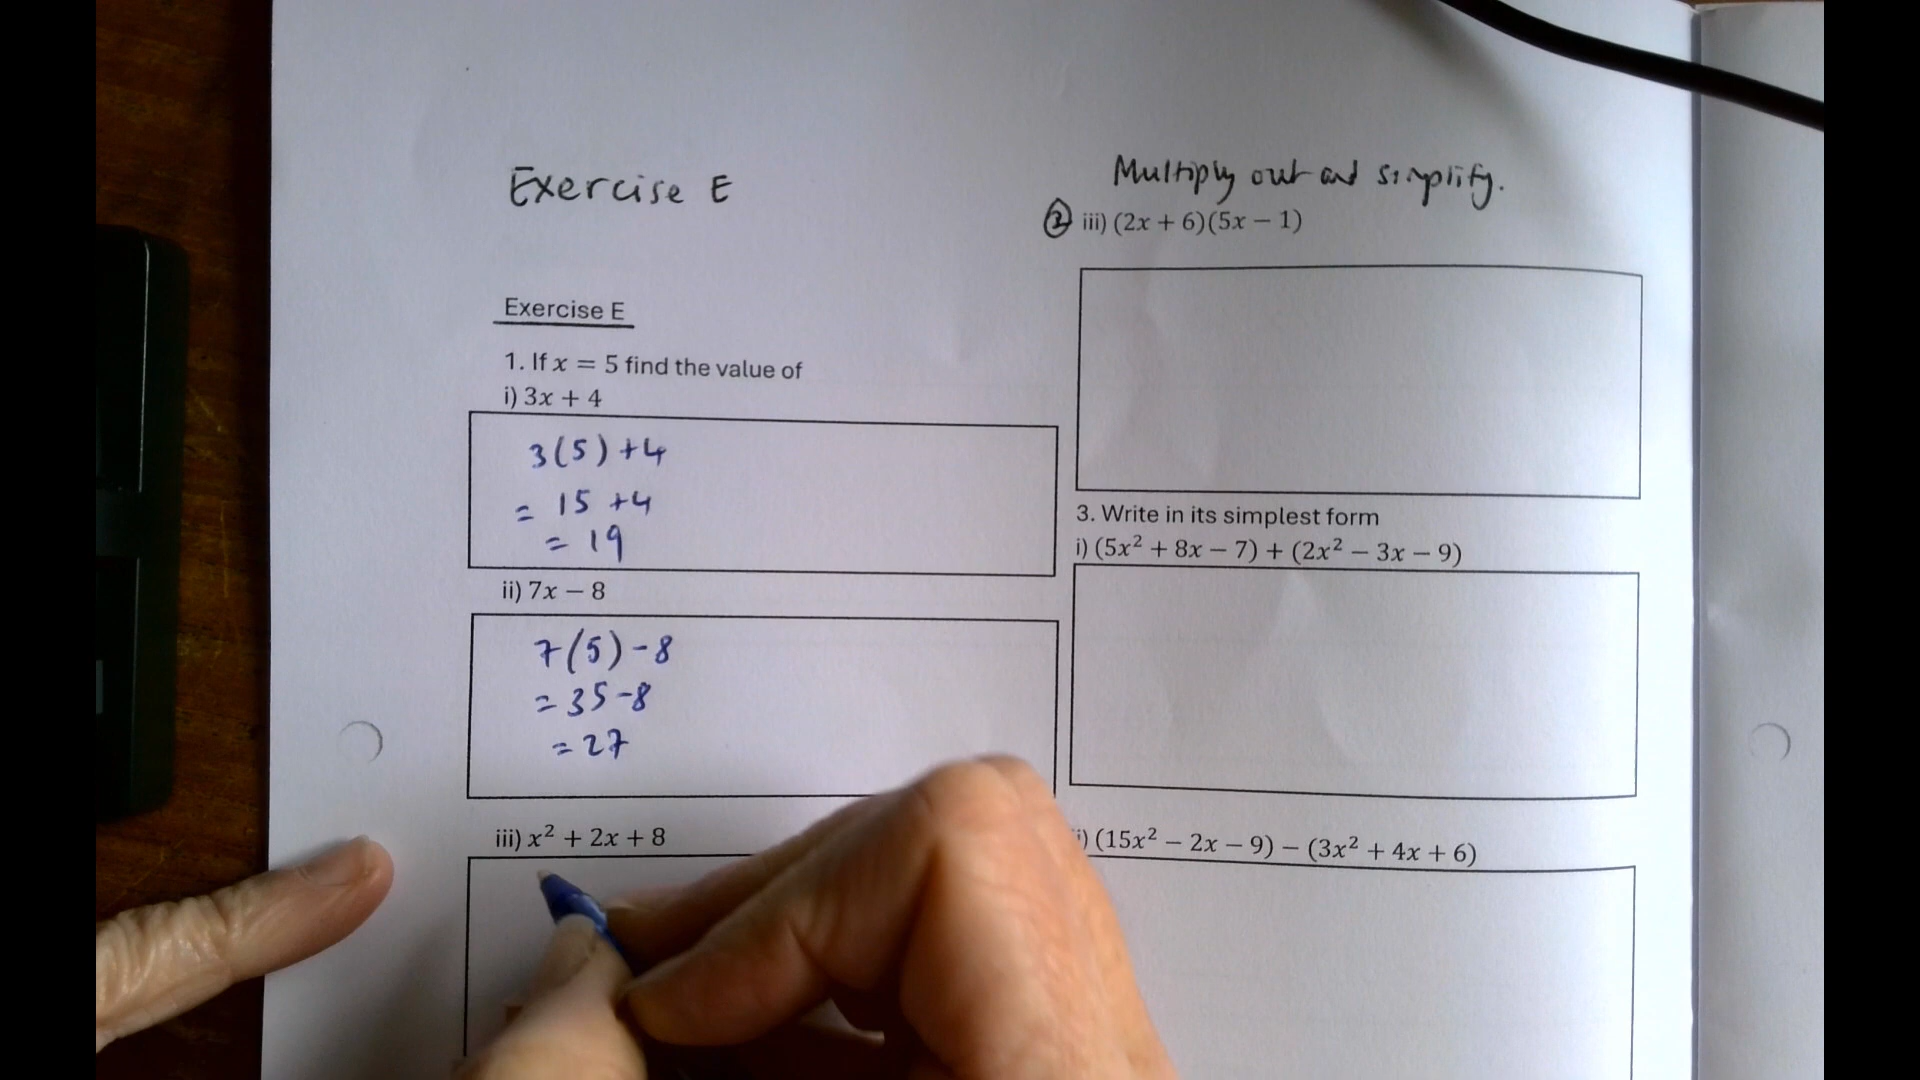 Exercise E
Exercise E
1. If x = 5 find the value of
i) 3x + 4
3(5) +4
= 15 +4
= 19
ii) 7x − 8
7(5) -8
= 35 -8
= 27
iii) x² + 2x + 8
Multiply out and simplify.
② iii) (2x + 6)(5x − 1)
3. Write in its simplest form
i) (5x² + 8x − 7) + (2x² − 3x − 9)
i) (15x² − 2x − 9) − (3x² + 4x + 6)